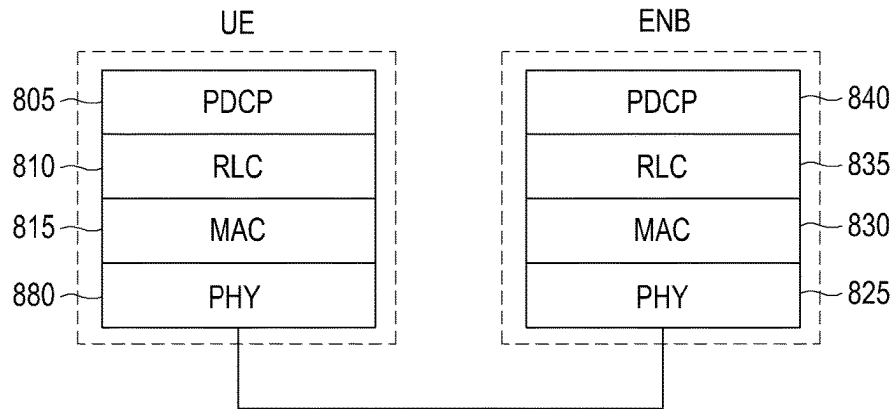 UE ENB
805 PDCP PDCP 840
810 RLC RLC 835
815 MAC MAC 830
880 PHY PHY 825